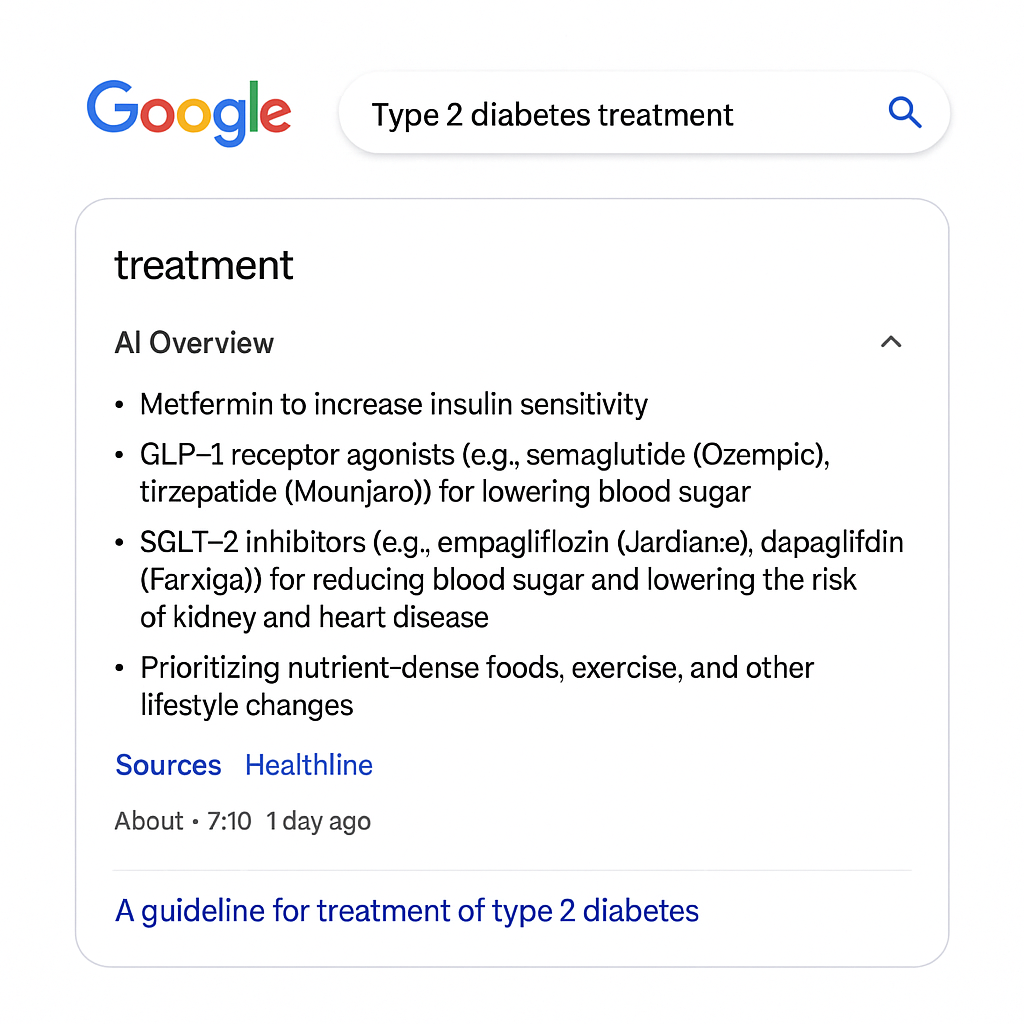 Google
Type 2 diabetes treatment
treatment
AI Overview
• Metfermin to increase insulin sensitivity
• GLP–1 receptor agonists (e.g., semaglutide (Ozempic),
tirzepatide (Mounjaro)) for lowering blood sugar
• SGLT–2 inhibitors (e.g., empagliflozin (Jardian:e), dapaglifdin
(Farxiga)) for reducing blood sugar and lowering the risk
of kidney and heart disease
• Prioritizing nutrient-dense foods, exercise, and other
lifestyle changes
Sources Healthline
About • 7:10 1 day ago
A guideline for treatment of type 2 diabetes